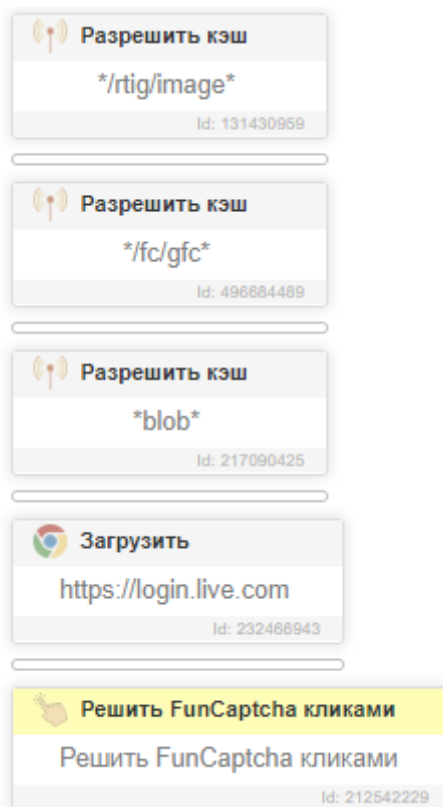 Разрешить кэш
*/rtig/image*
Id: 131430959
Разрешить кэш
*/fc/gfc*
Id: 496684489
Разрешить кэш
*blob*
Id: 217090425
Загрузить
https://login.live.com
Id: 232466943
Решить FunCaptcha кликами
Решить FunCaptcha кликами
Id: 212542229